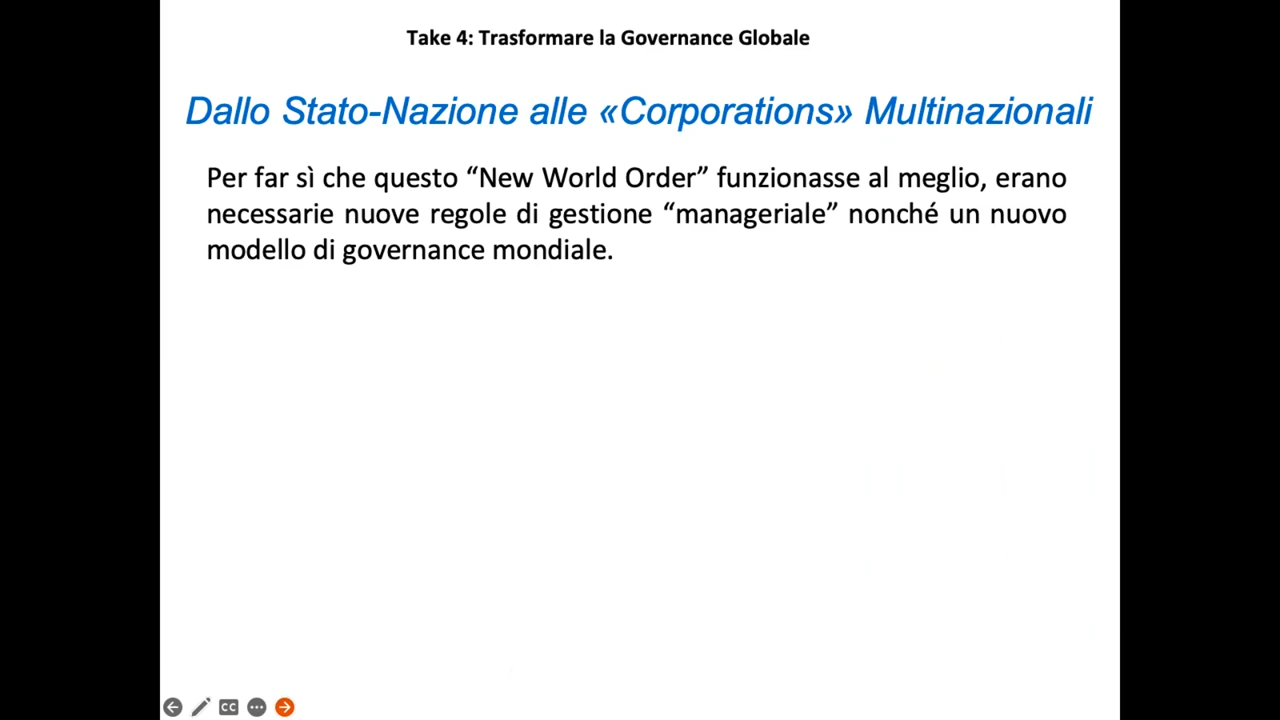 Take 4: Trasformare la Governance Globale
Dallo Stato-Nazione alle «Corporations» Multinazionali
Per far sì che questo “New World Order” funzionasse al meglio, erano
necessarie nuove regole di gestione “manageriale” nonché un nuovo
modello di governance mondiale.
CC